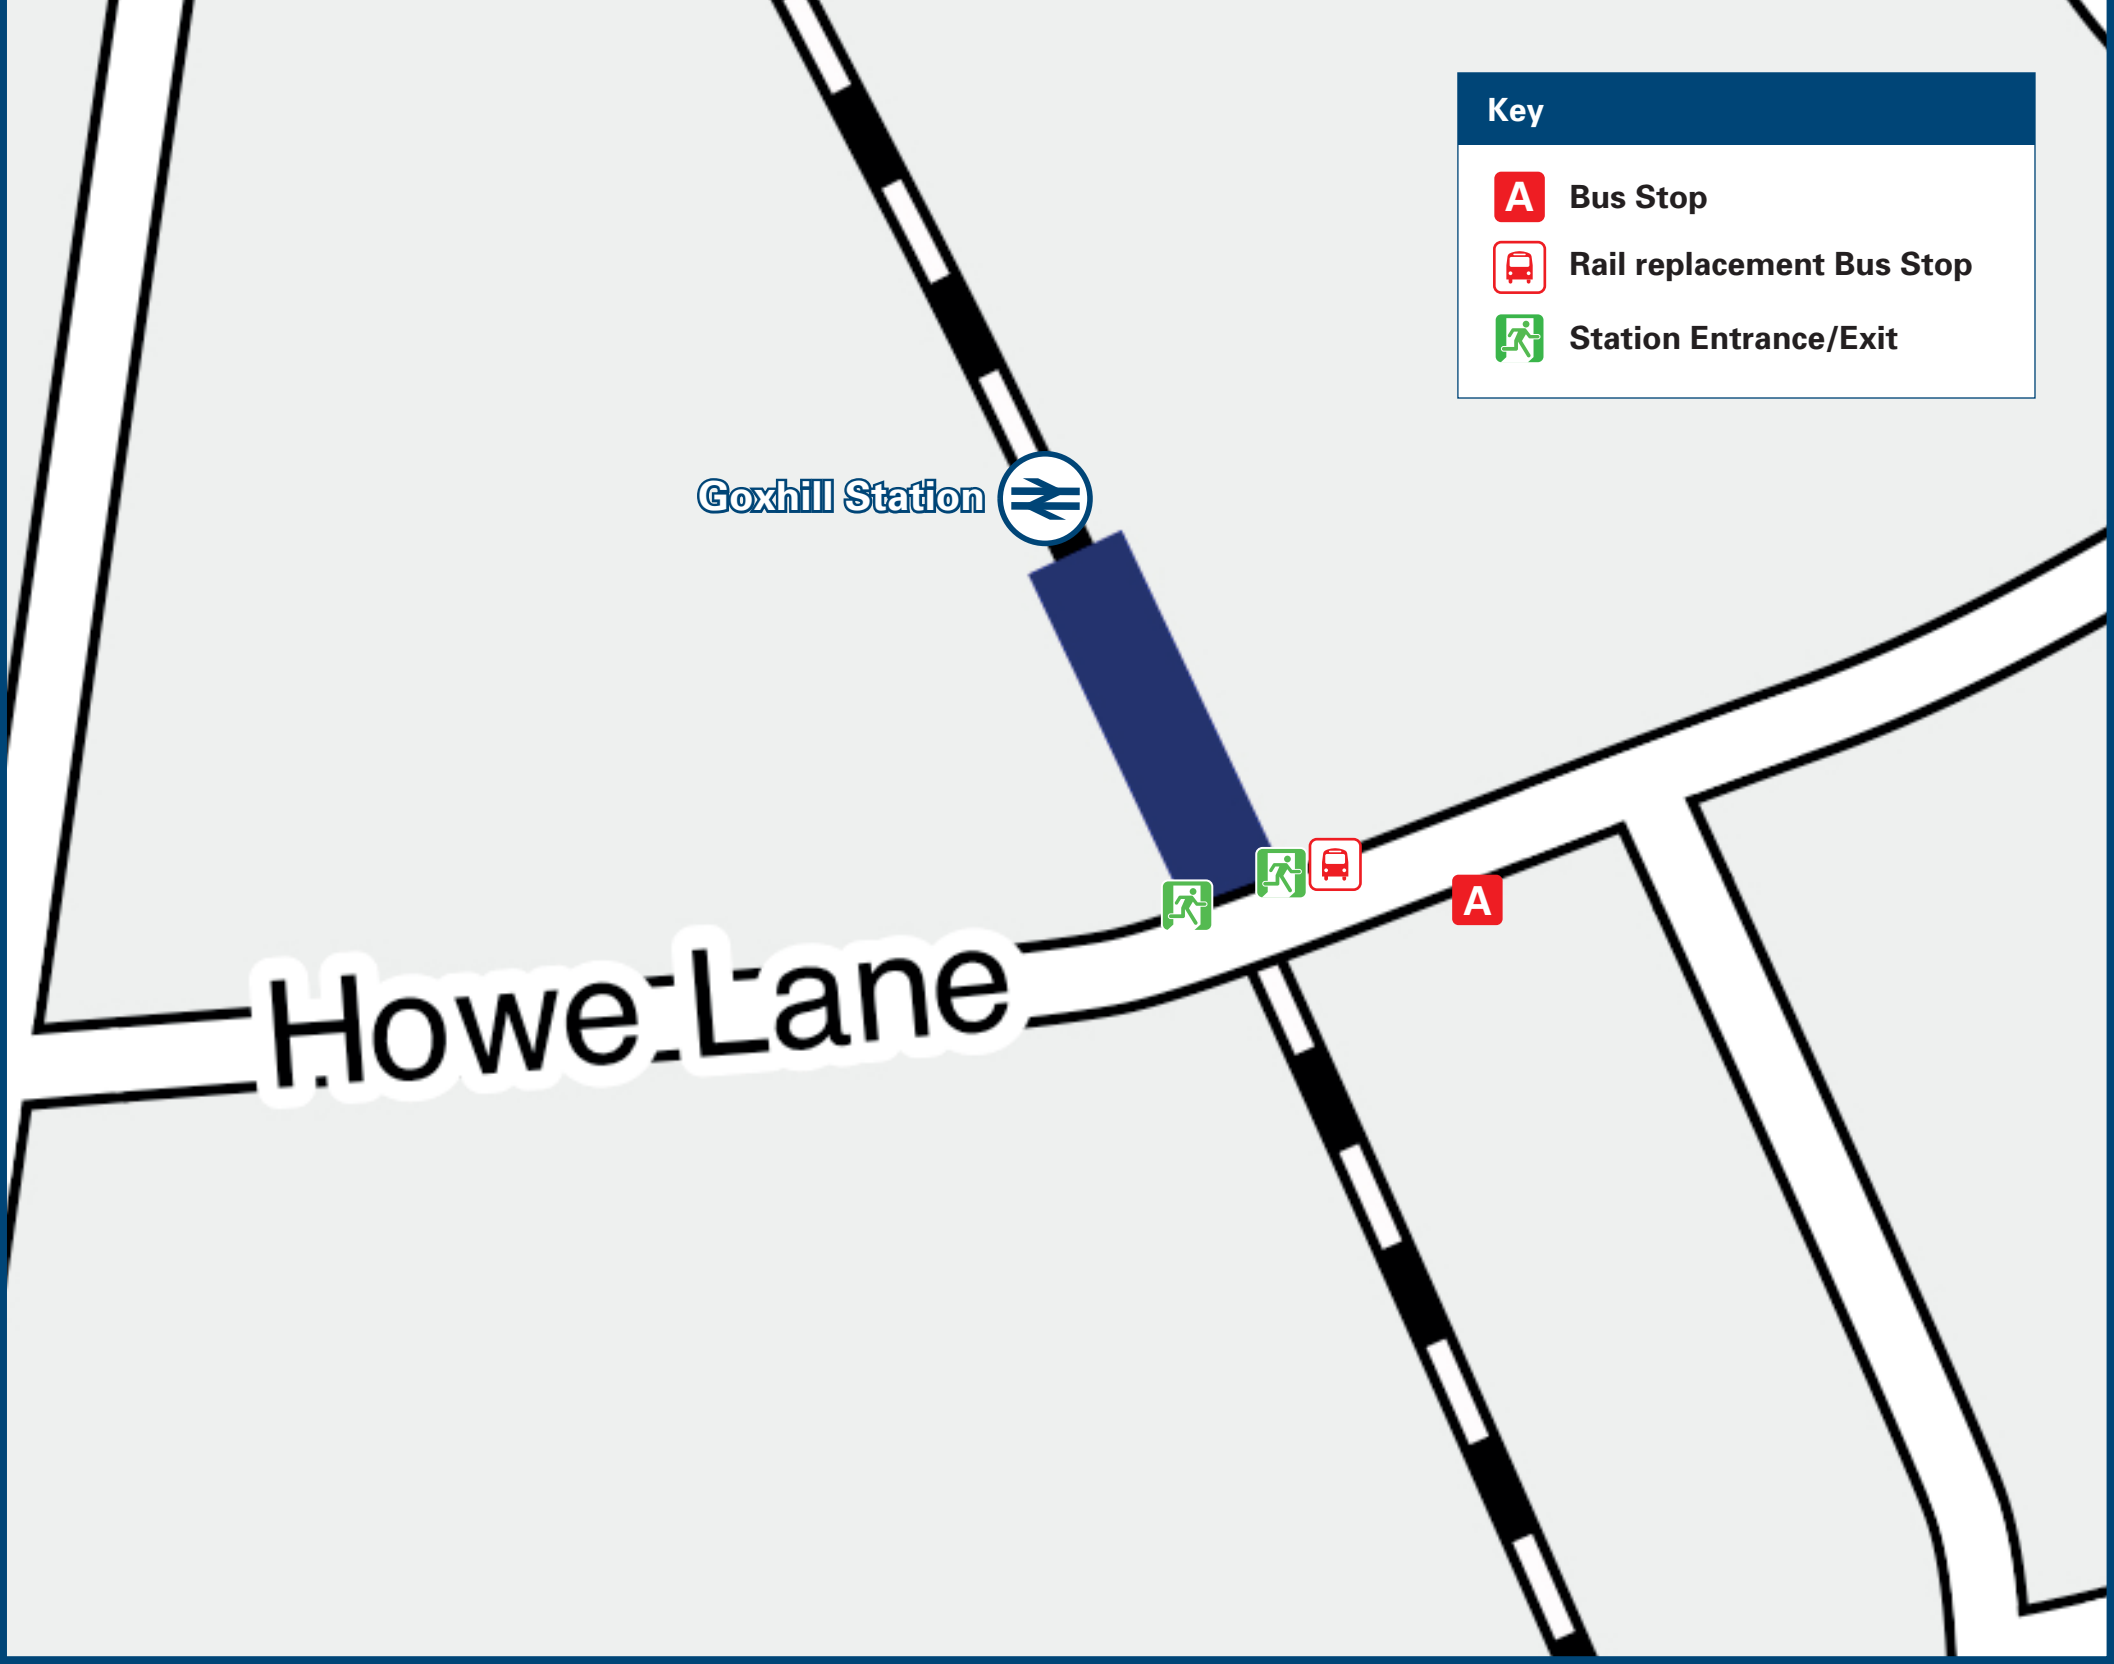 Key
A Bus Stop
Rail replacement Bus Stop
Station Entrance/Exit
Goxhill Station
A
Howe Lane